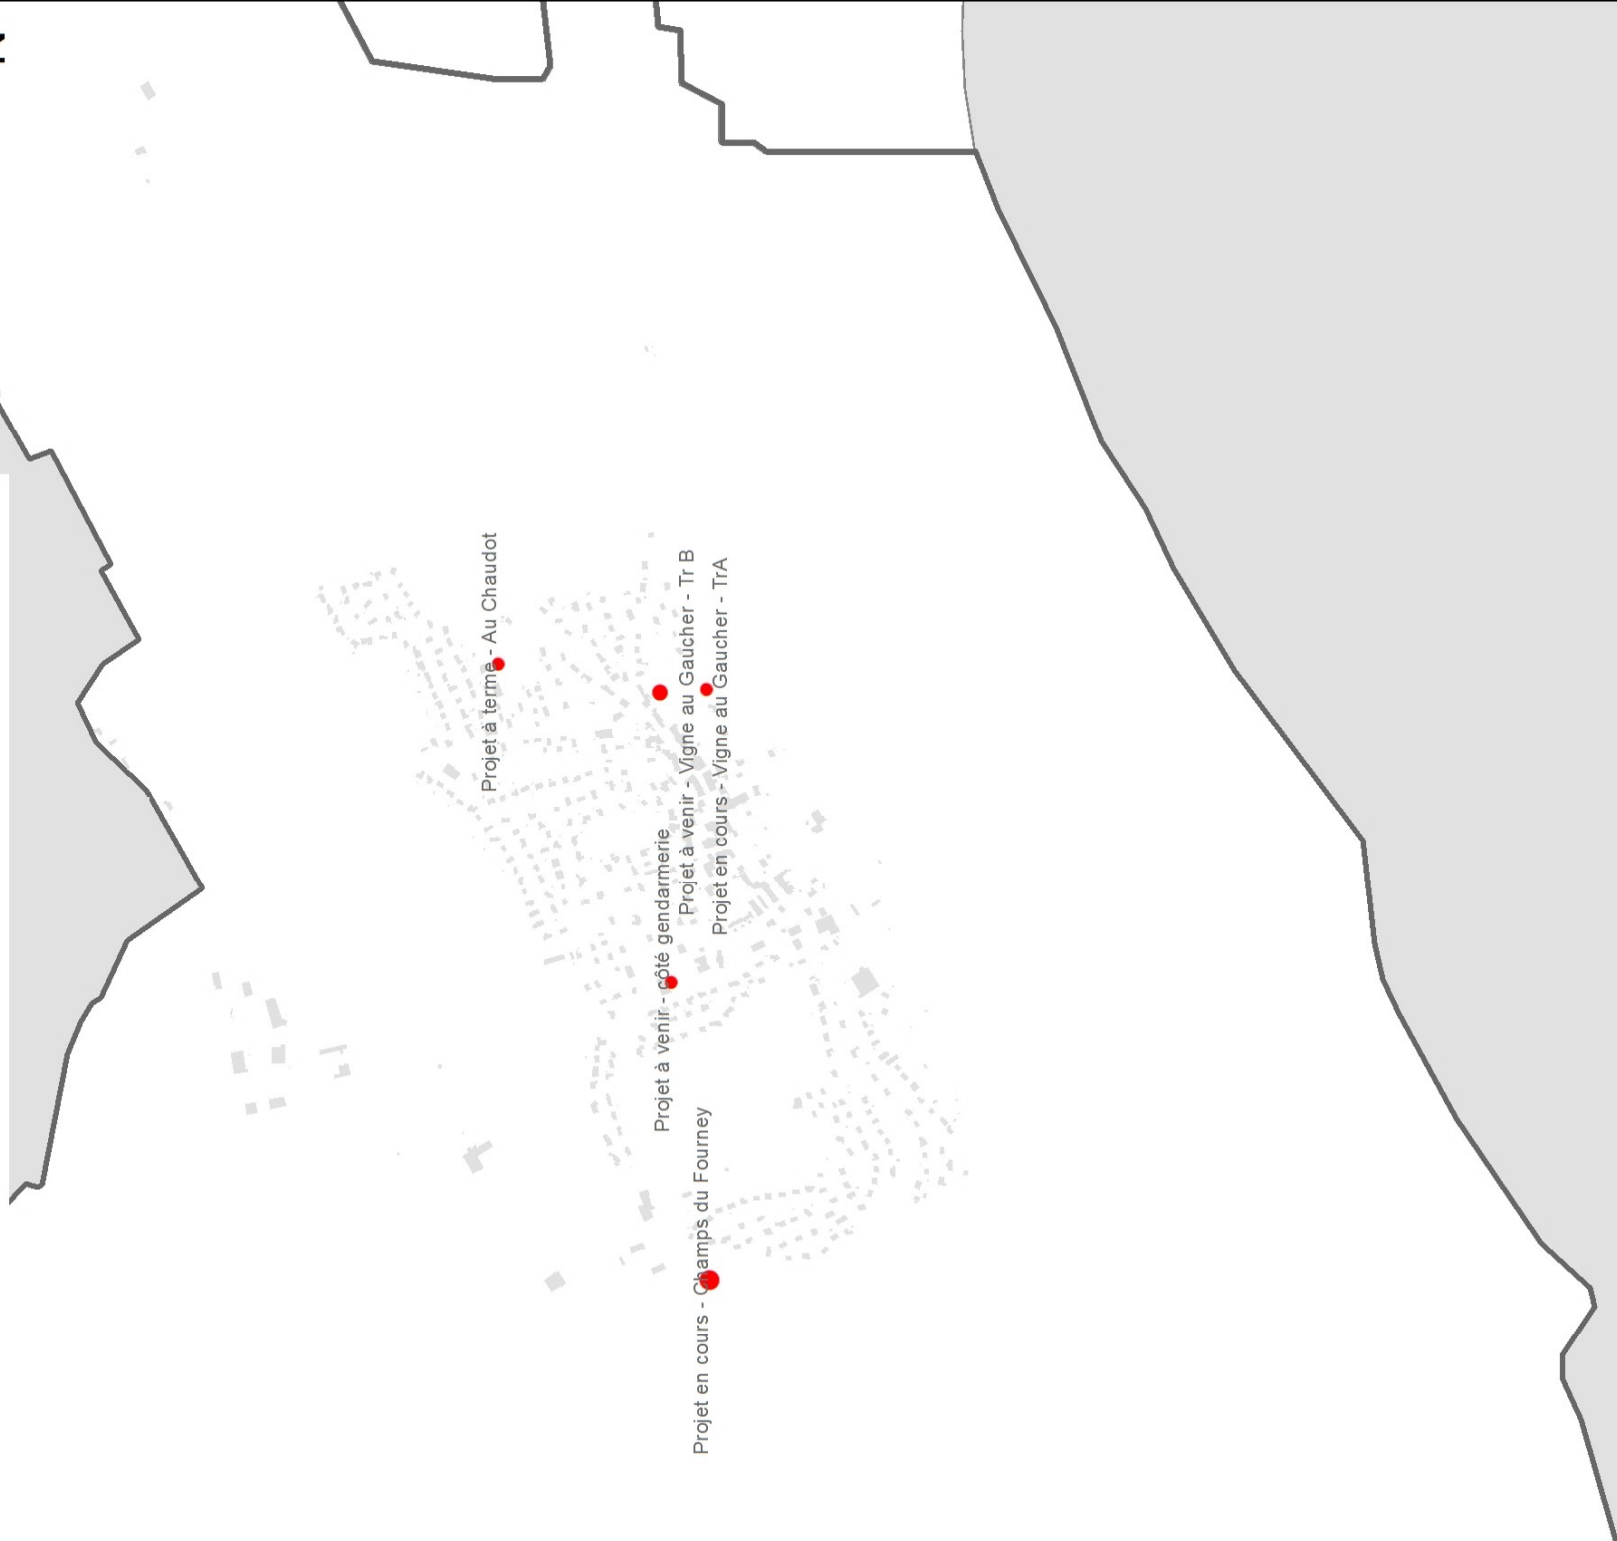 Projet à terme - Au Chaudot
Projet à venir - côté gendarmerie
Projet à venir - Vigne au Gaucher - Tr B
Projet en cours - Champs du Fourney
Projet en cours - Vigne au Gaucher - TrA